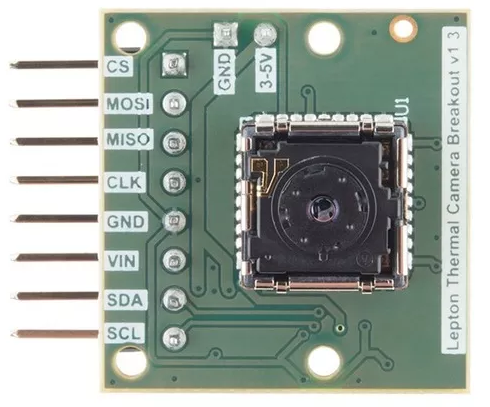 CS
MOSI
MISO
CLK
GND
VIN
SDA
SCL
GND
3-5V
U1
Lepton Thermal Camera Breakout v1 3